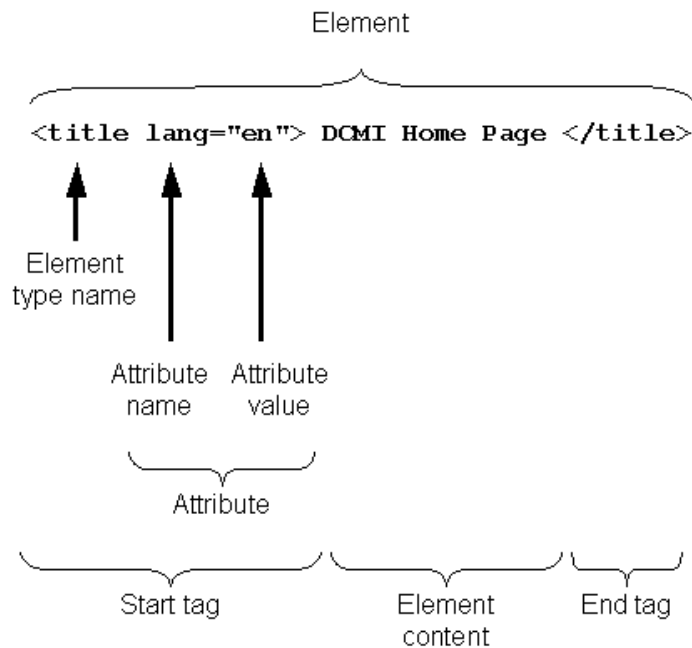 Element
<title lang="en"> DCMI Home Page </title>
Element
type name
Attribute
name
Attribute
value
Attribute
Start tag
Element
content
End tag